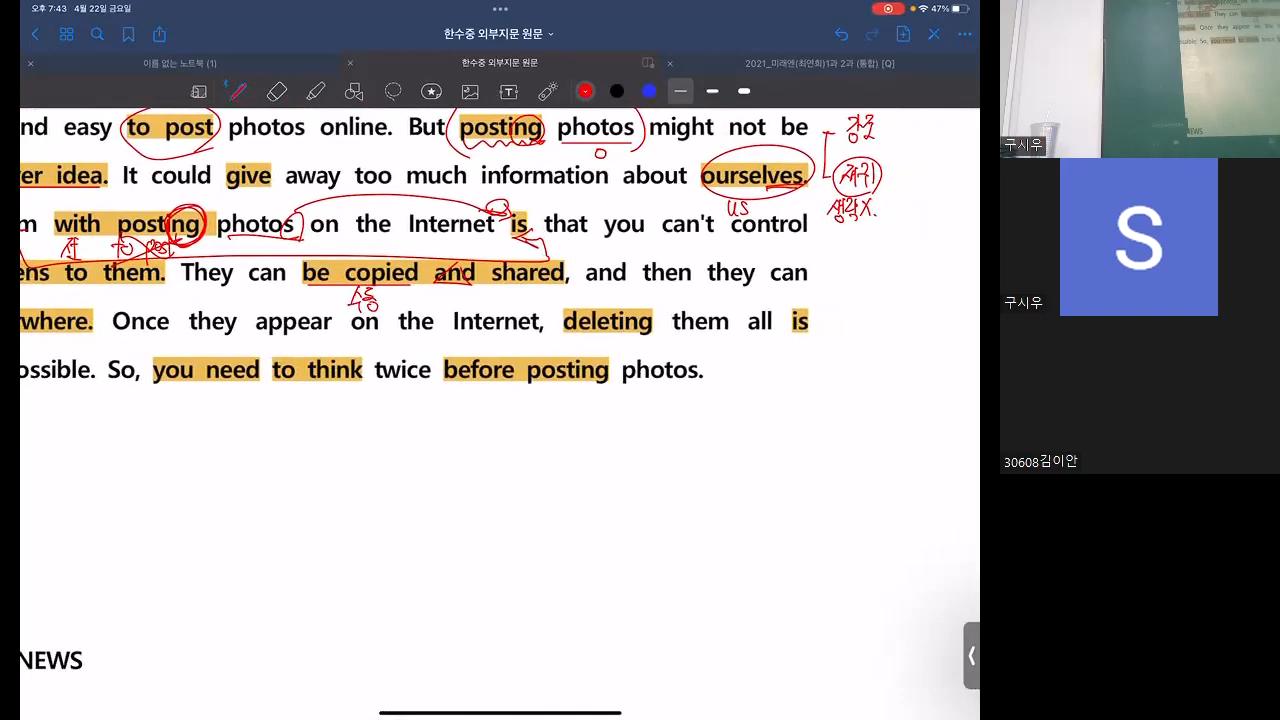 오후 7:43 4월 22일 금요일
47%
한수중 외부지문 원문
이름 없는 노트북 (1)
한수중 외부지문 원문
2021_미래엔(최연희)1과 2과 (통합) [Q]
nd easy to post photos online. But posting photos might not be
강조
er idea. It could give away too much information about ourselves.
재귀
us
생략X.
m with posting photos on the Internet is that you can't control
전
to post
ens to them. They can be copied and shared, and then they can
수동
where. Once they appear on the Internet, deleting them all is
ossible. So, you need to think twice before posting photos.
NEWS
구시우
S
구시우
30608김이안